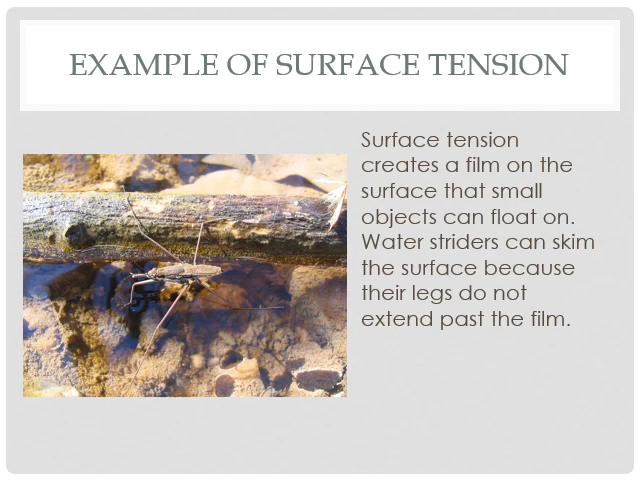 EXAMPLE OF SURFACE TENSION
Surface tension
creates a film on the
surface that small
objects can float on.
Water striders can skim
the surface because
their legs do not
extend past the film.